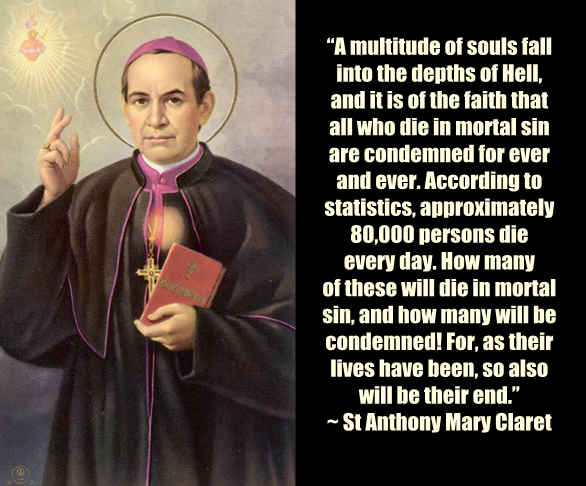 “A multitude of souls fall
into the depths of Hell,
and it is of the faith that
all who die in mortal sin
are condemned for ever
and ever. According to
statistics, approximately
80,000 persons die
every day. How many
of these will die in mortal
sin, and how many will be
condemned! For, as their
lives have been, so also
will be their end.”
~ St Anthony Mary Claret